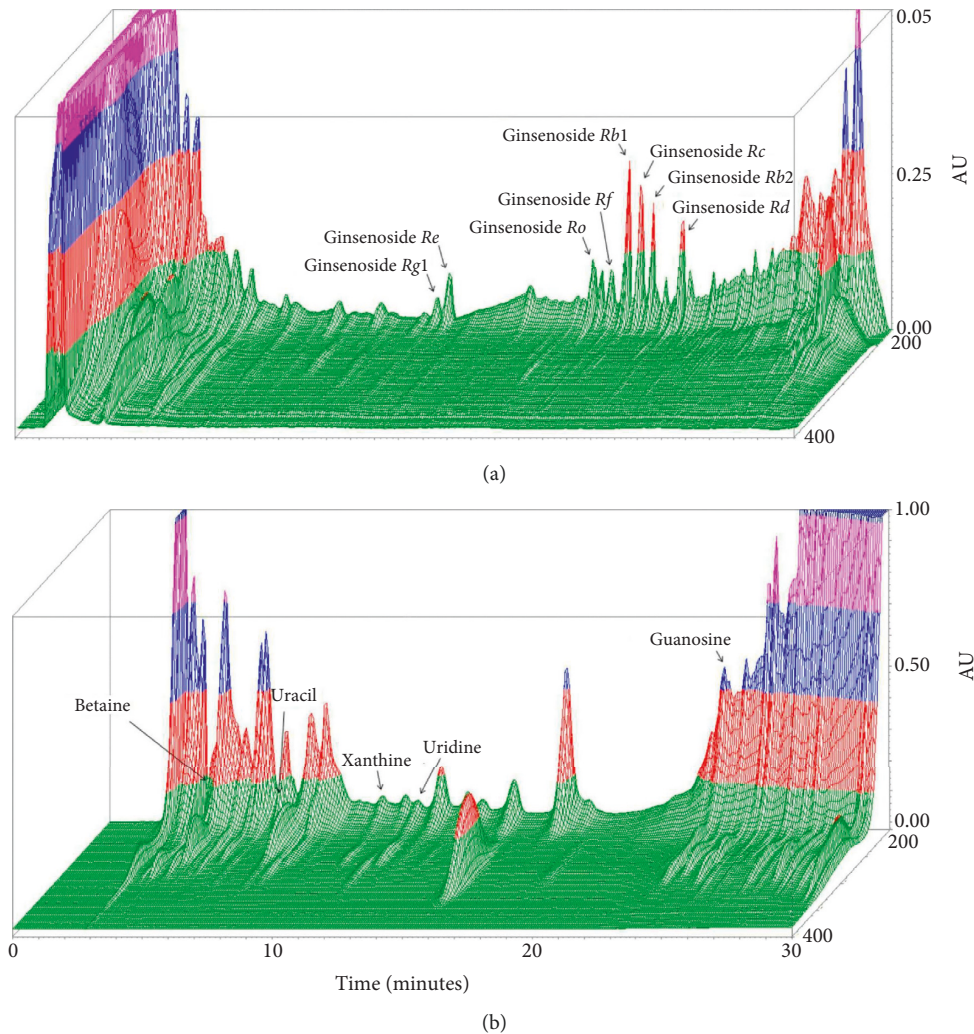 0.05
Ginsenoside Rb1
Ginsenoside Rc
0.25
AU
Ginsenoside Rf
Ginsenoside Rb2
Ginsenoside Re
Ginsenoside Ro
Ginsenoside Rd
Ginsenoside Rg1
0.00
200
400
(a)
1.00
Guanosine
0.50
AU
Betaine
Uracil
Xanthine
Uridine
0.00
200
400
0
10
20
30
Time (minutes)
(b)